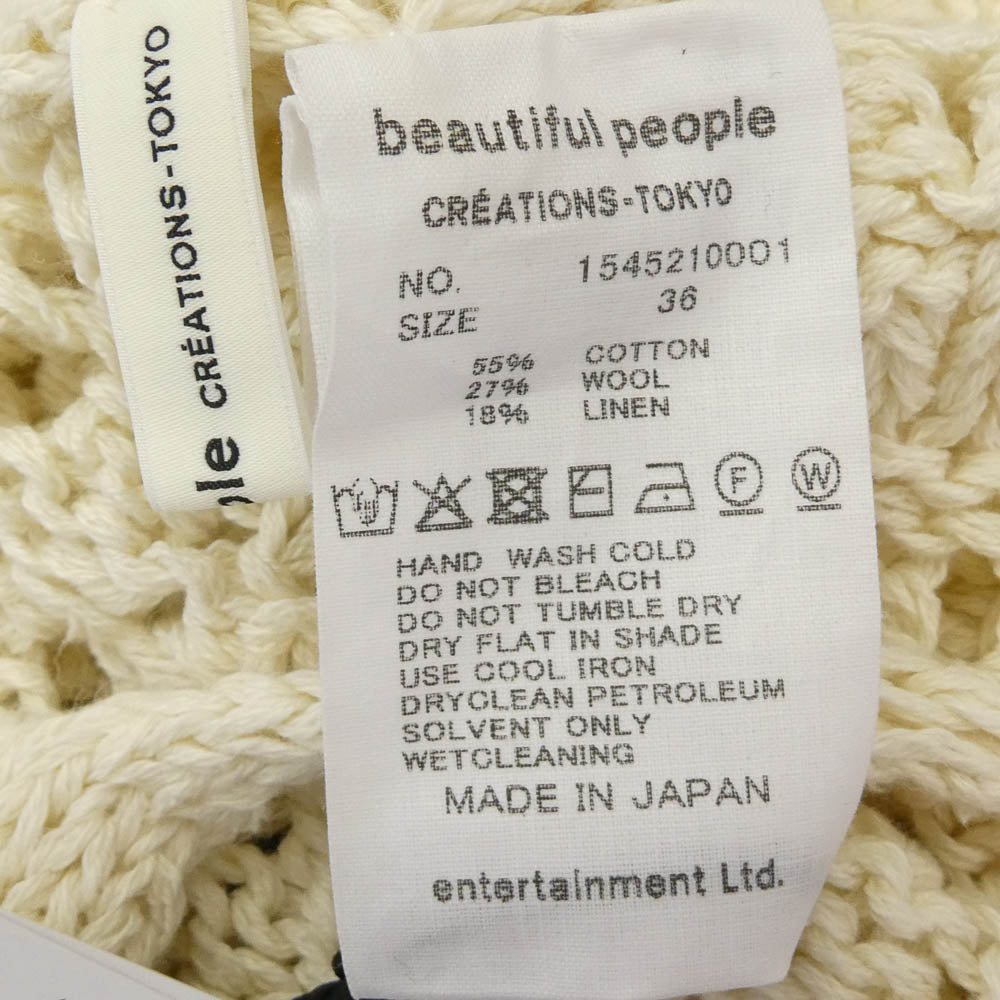 ple CRÉATIONS-TOKYO
beautiful people
CRÉATIONS-TOKYO
NO. 1545210001
SIZE 36
55% COTTON
27% WOOL
18% LINEN
F W
HAND WASH COLD
DO NOT BLEACH
DO NOT TUMBLE DRY
DRY FLAT IN SHADE
USE COOL IRON
DRYCLEAN PETROLEUM
SOLVENT ONLY
WETCLEANING
MADE IN JAPAN
entertainment Ltd.